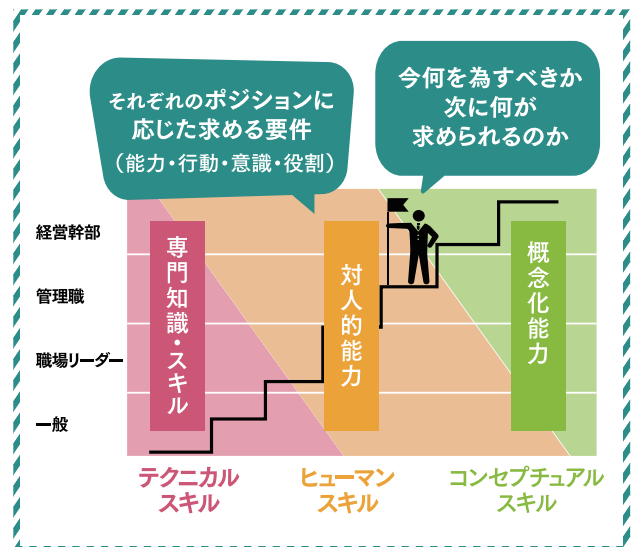 それぞれのポジションに
応じた求める要件
（能力・行動・意識・役割）
今何を為すべきか
次に何が
求められるのか
経営幹部
管理職
職場リーダー
一般
専門知識・スキル
対人的能力
概念化能力
テクニカル
スキル
ヒューマン
スキル
コンセプチュアル
スキル